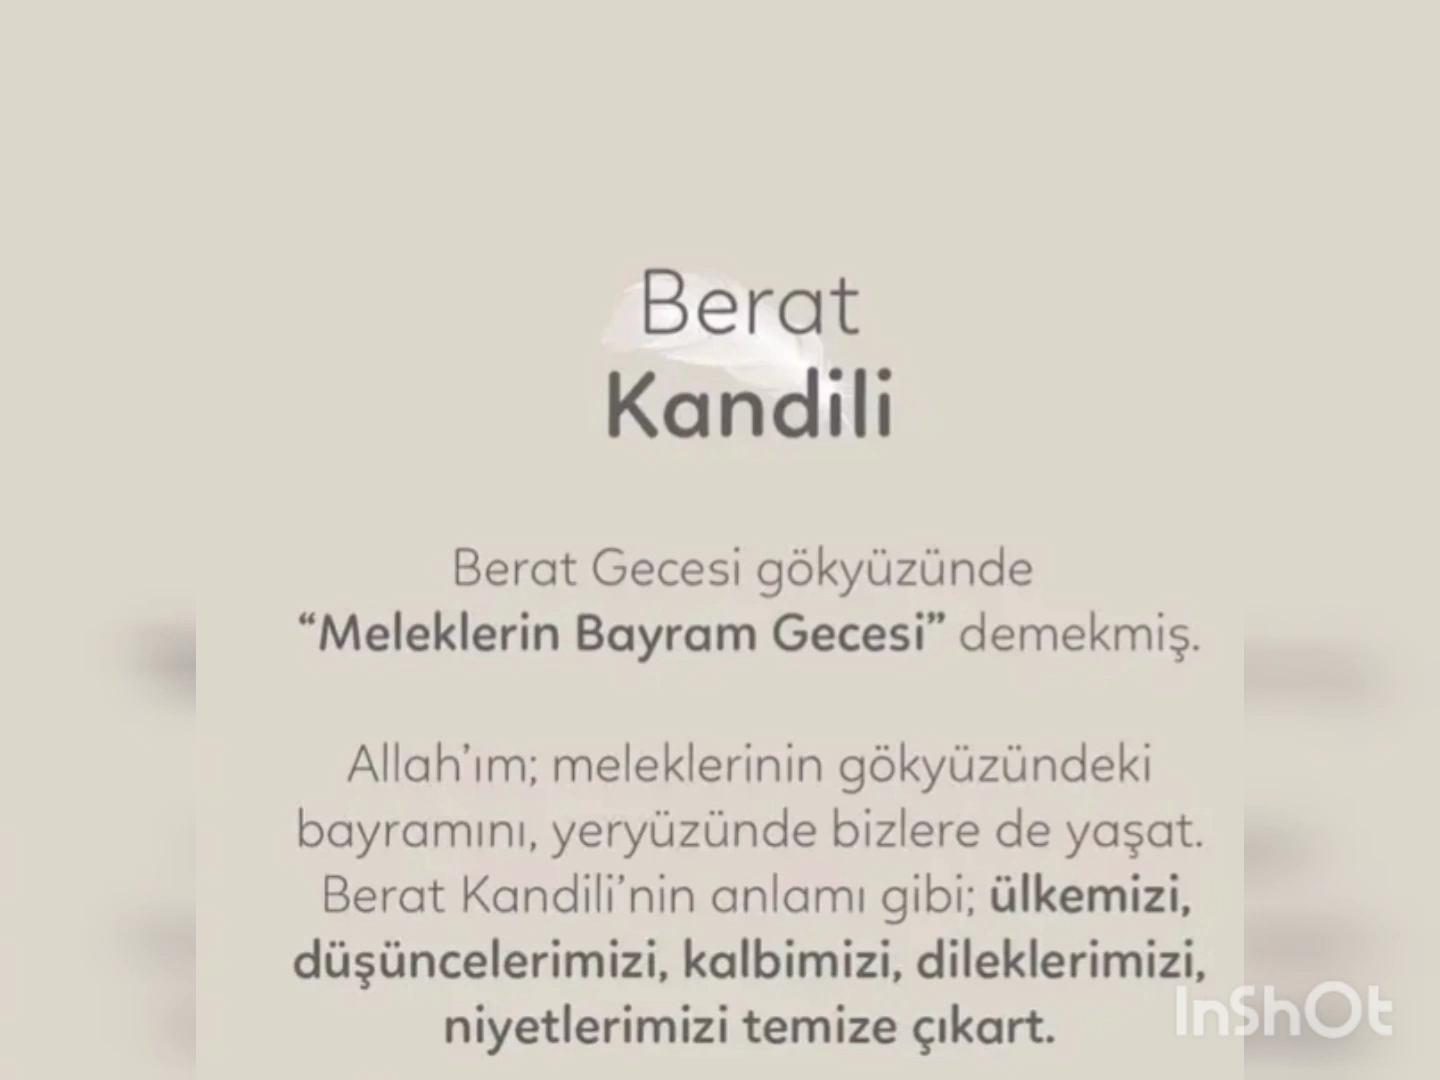 Berat
Kandili
Berat Gecesi gökyüzünde
“Meleklerin Bayram Gecesi” demekmiş.
Allah’ım; meleklerinin gökyüzündeki
bayramını, yeryüzünde bizlere de yaşat.
Berat Kandili’nin anlamı gibi; ülkemizi,
düşüncelerimizi, kalbimizi, dileklerimizi,
niyetlerimizi temize çıkart.
InShOt